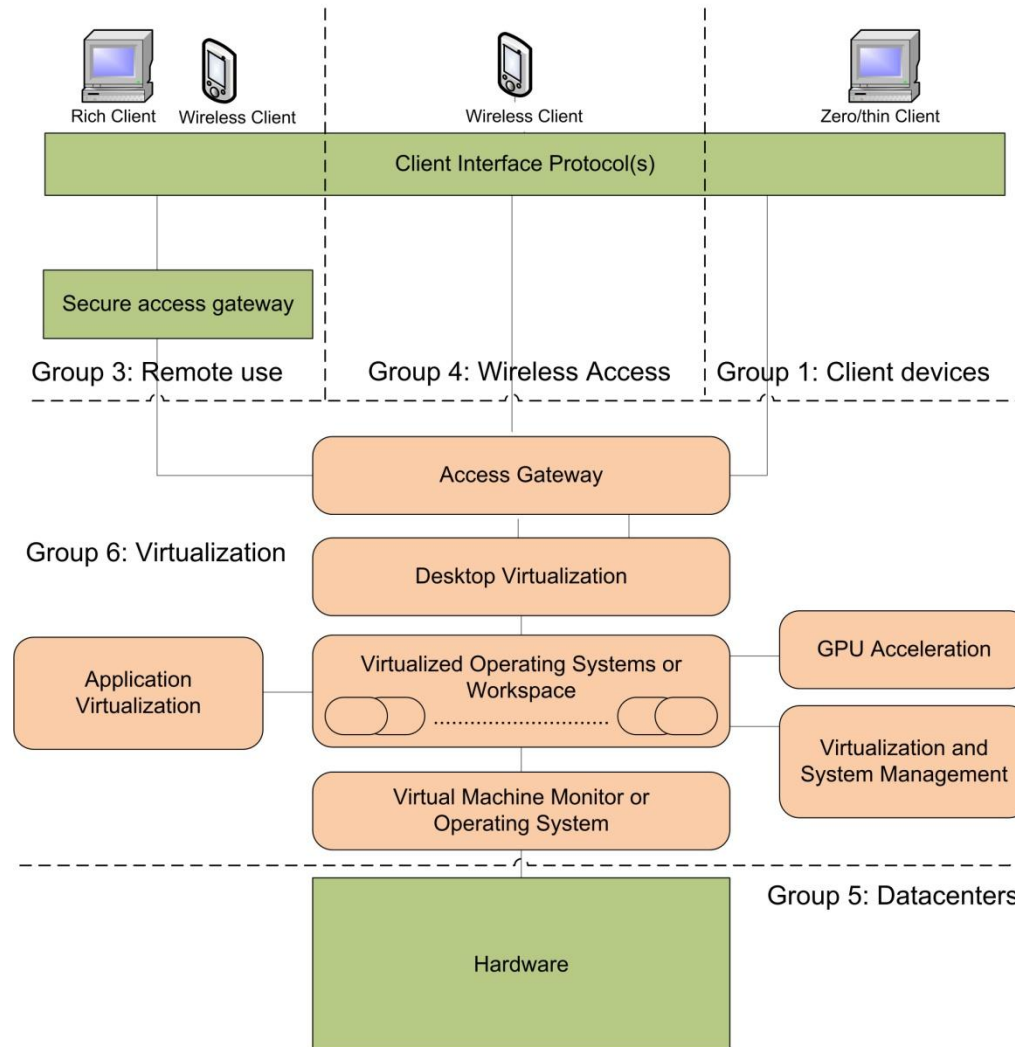 Rich Client
Wireless Client
Wireless Client
Zero/thin Client
Client Interface Protocol(s)
Secure access gateway
Group 3: Remote use
Group 4: Wireless Access
Group 1: Client devices
Access Gateway
Group 6: Virtualization
Desktop Virtualization
GPU Acceleration
Application
Virtualization
Virtualized Operating Systems or
Workspace
Virtualization and
System Management
Virtual Machine Monitor or
Operating System
Group 5: Datacenters
Hardware